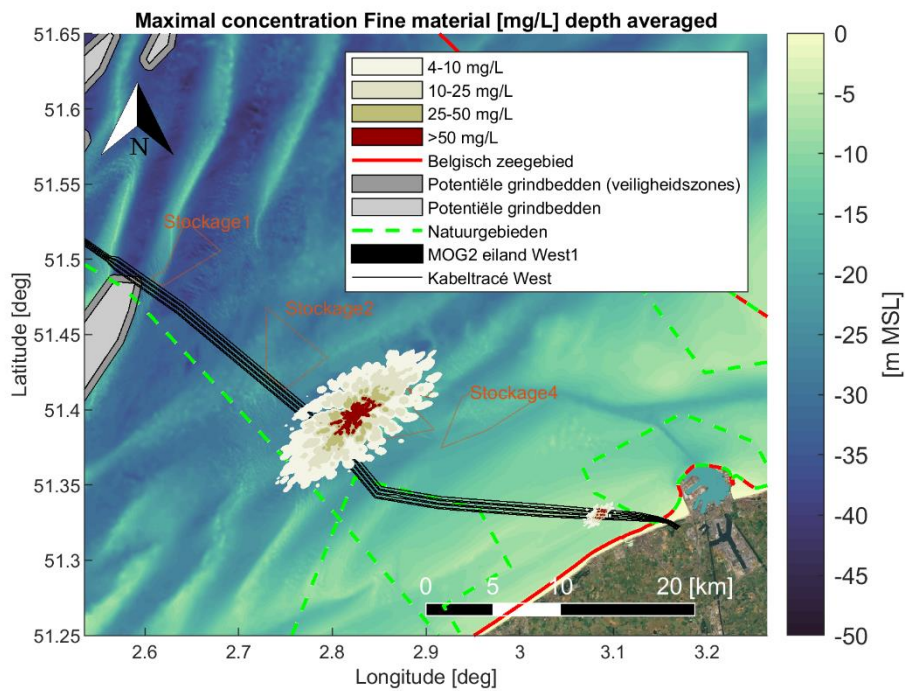 Maximal concentration Fine material [mg/L] depth averaged
4-10 mg/L
10-25 mg/L
25-50 mg/L
>50 mg/L
Belgisch zeegebied
Potentiële grindbedden (veiligheidszones)
Potentiële grindbedden
Natuurgebieden
MOG2 eiland West1
Kabeltracé West
N
Stockage1
Stockage2
Stockage4
0 5 10 20 [km]
51.65
51.6
51.55
51.5
51.45
51.4
51.35
51.3
51.25
Latitude [deg]
2.6 2.7 2.8 2.9 3 3.1 3.2
Longitude [deg]
0
-5
-10
-15
-20
-25
-30
-35
-40
-45
-50
[m MSL]